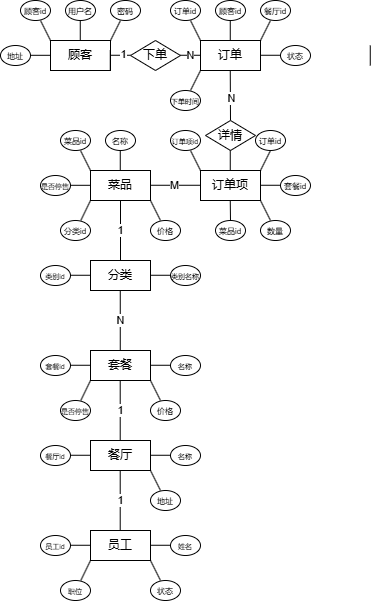 顾客id 用户名 密码 订单id 顾客id 餐厅id
地址 顾客 1 下单 N 订单 状态
下单时间
N
菜品id 名称 订单项id 详情 订单id
是否停售 菜品 M 订单项 套餐id
分类id 1 价格 菜品id 数量
类别id 分类 类别名称
N
套餐id 套餐 名称
是否停售 1 价格
餐厅id 餐厅 名称
1 地址
员工id 员工 姓名
职位 状态